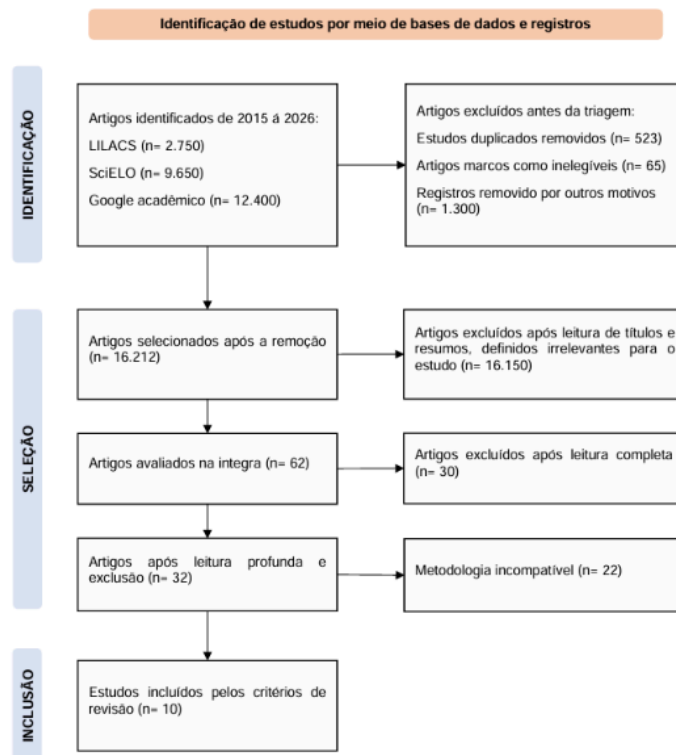 Identificação de estudos por meio de bases de dados e registros
IDENTIFICAÇÃO
Artigos identificados de 2015 á 2026:
LILACS (n= 2.750)
SciELO (n= 9.650)
Google acadêmico (n= 12.400)
Artigos excluídos antes da triagem:
Estudos duplicados removidos (n= 523)
Artigos marcos como inelegíveis (n= 65)
Registros removido por outros motivos
(n= 1.300)
SELEÇÃO
Artigos selecionados após a remoção
(n= 16.212)
Artigos excluídos após leitura de títulos e
resumos, definidos irrelevantes para o
estudo (n= 16.150)
Artigos avaliados na integra (n= 62)
Artigos excluídos após leitura completa
(n= 30)
Artigos após leitura profunda e
exclusão (n= 32)
Metodologia incompatível (n= 22)
INCLUSÃO
Estudos incluídos pelos critérios de
revisão (n= 10)